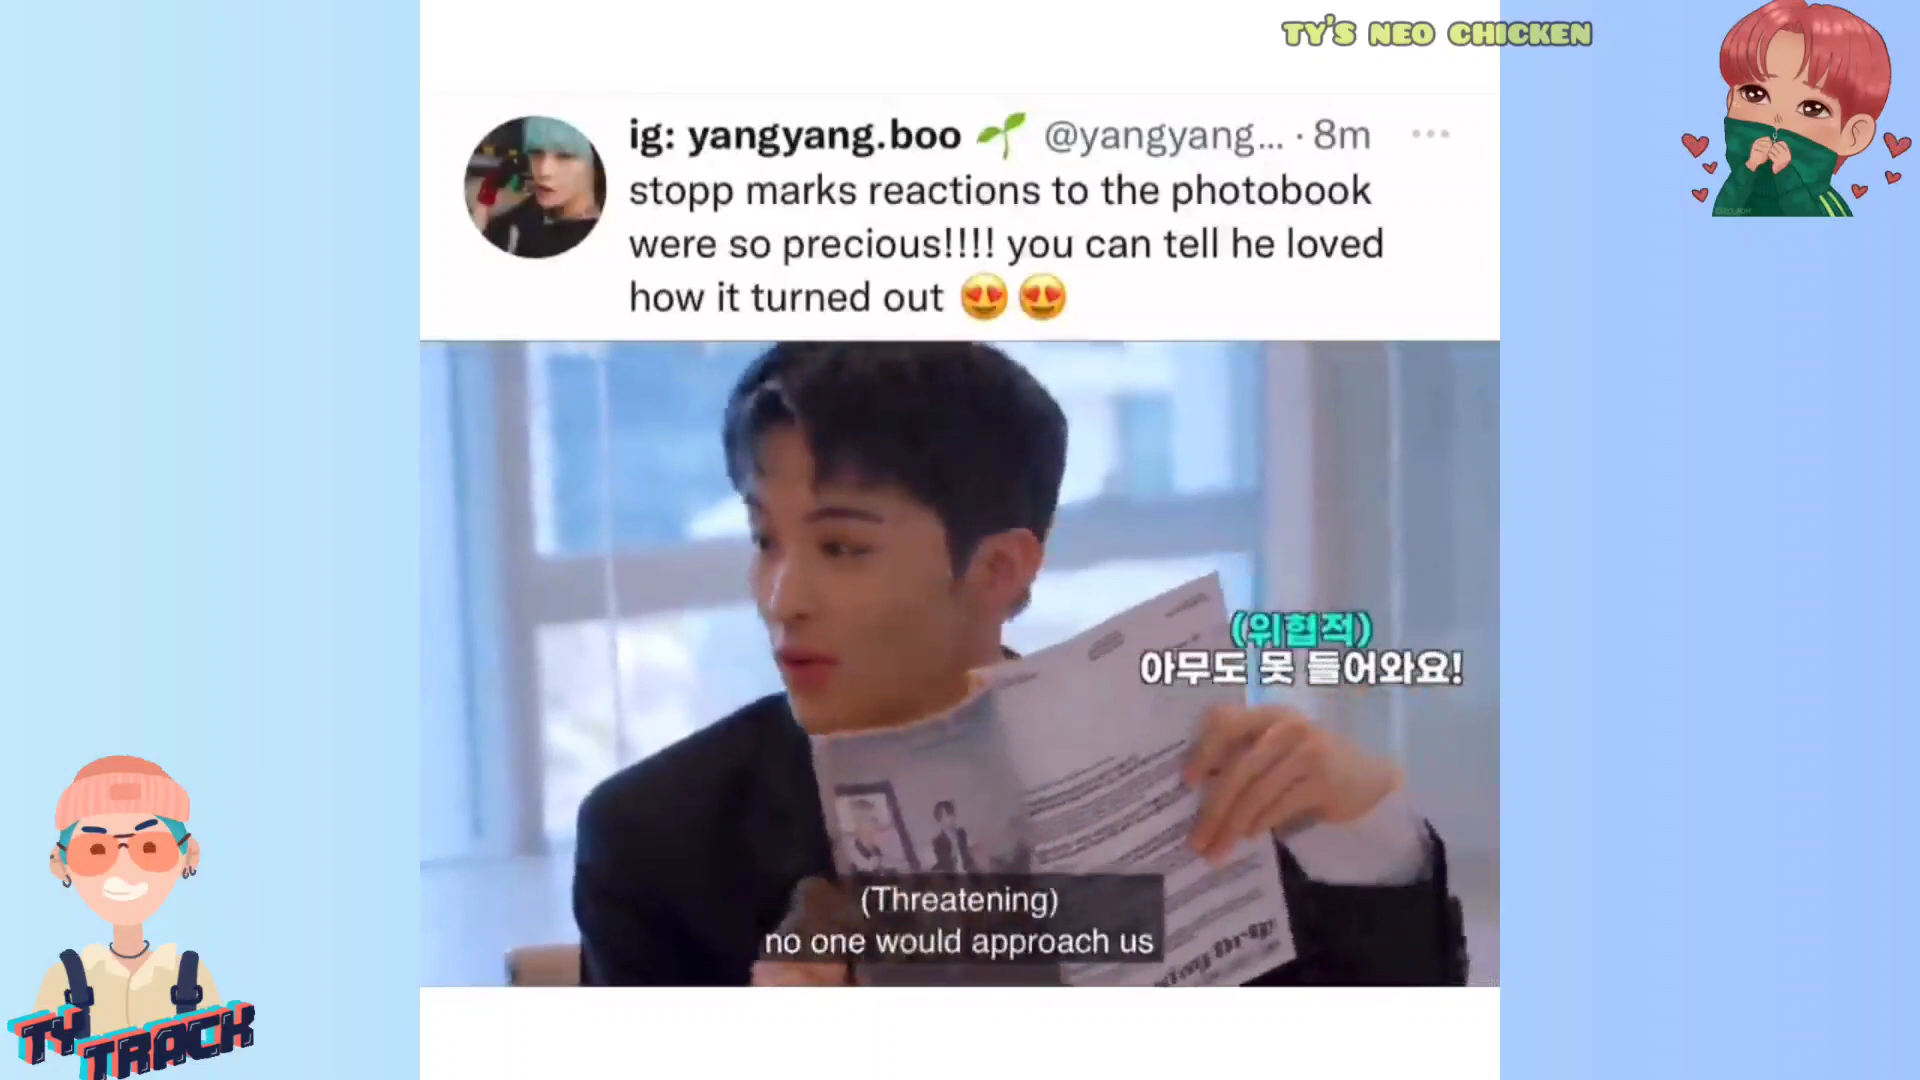 TY'S NEO CHICKEN
ig: yangyang.boo 🌱 @yangyang... · 8m
stopp marks reactions to the photobook
were so precious!!!! you can tell he loved
how it turned out 😍😍
(위협적)
아무도 못 들어와요!
(Threatening)
no one would approach us
TY
TRACK